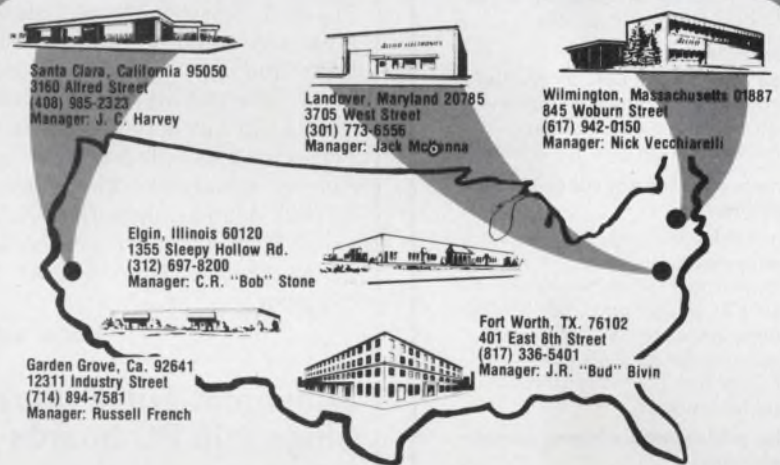 Santa Clara, California 95050
3160 Alfred Street
(408) 985-2323
Manager: J. C. Harvey
ALLIED ELECTRONICS
Landover, Maryland 20785
3705 West Street
(301) 773-6556
Manager: Jack McKenna
ALLIED
Wilmington, Massachusetts 01887
845 Woburn Street
(617) 942-0150
Manager: Nick Vecchiarelli
Elgin, Illinois 60120
1355 Sleepy Hollow Rd.
(312) 697-8200
Manager: C.R. "Bob" Stone
Garden Grove, Ca. 92641
12311 Industry Street
(714) 894-7581
Manager: Russell French
Fort Worth, TX. 76102
401 East 8th Street
(817) 336-5401
Manager: J.R. "Bud" Bivin